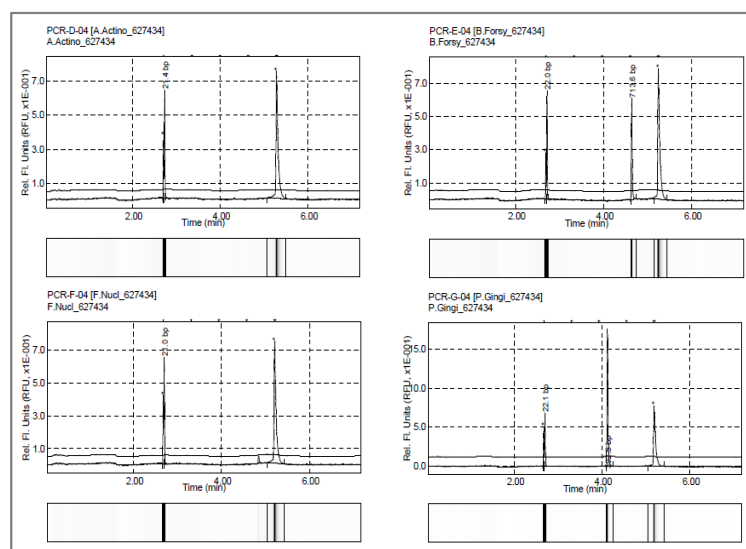 PCR-D-04 [A.Actino_627434]
A.Actino_627434
Rel. Fl. Units (RFU, x1E-001)
7.0
5.0
3.0
1.0
21.4 bp
2.00
4.00
6.00
Time (min)
PCR-E-04 [B.Forsy_627434]
B.Forsy_627434
Rel. Fl. Units (RFU, x1E-001)
7.0
5.0
3.0
1.0
22.0 bp
713.6 bp
2.00
4.00
6.00
Time (min)
PCR-F-04 [F.Nucl_627434]
F.Nucl_627434
Rel. Fl. Units (RFU, x1E-001)
7.0
5.0
3.0
1.0
21.0 bp
2.00
4.00
6.00
Time (min)
PCR-G-04 [P.Gingi_627434]
P.Gingi_627434
Rel. Fl. Units (RFU, x1E-001)
15.0
10.0
5.0
0.0
22.1 bp
2.00
4.00
6.00
Time (min)